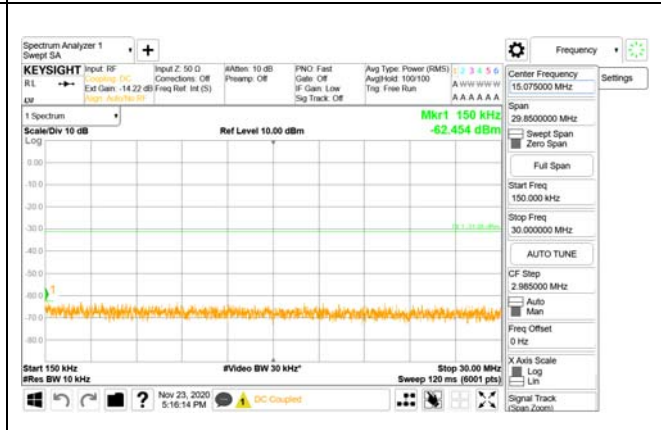 Spectrum Analyzer 1
Swept SA
+
Frequency
KEYSIGHT
RL
Input: RF
Coupling: DC
Align: Auto/No RF
Input Z: 50 Ω
Corrections: Off
Ext Gain: -14.22 dB
Freq Ref: Int (S)
#Atten: 10 dB
Preamp: Off
PNO: Fast
Gate: Off
IF Gain: Low
Sig Track: Off
Avg Type: Power (RMS)
Avg|Hold: 100/100
Trig: Free Run
1 2 3 4 5 6
A W W W W W
A A A A A A
1 Spectrum
Scale/Div 10 dB
Log
Ref Level 10.00 dBm
Mkr1 150 kHz
-62.454 dBm
0.00
-10.0
-20.0
-30.0
-40.0
-50.0
-60.0
-70.0
-80.0
1
Start 150 kHz
#Res BW 10 kHz
#Video BW 30 kHz*
Stop 30.00 MHz
Sweep 120 ms (6001 pts)
Nov 23, 2020
5:16:14 PM
DC Coupled
Settings
Center Frequency
15.075000 MHz
Span
29.8500000 MHz
Swept Span
Zero Span
Full Span
Start Freq
150.000 kHz
Stop Freq
30.000000 MHz
AUTO TUNE
CF Step
2.985000 MHz
Auto
Man
Freq Offset
0 Hz
X Axis Scale
Log
Lin
Signal Track
(Span Zoom)